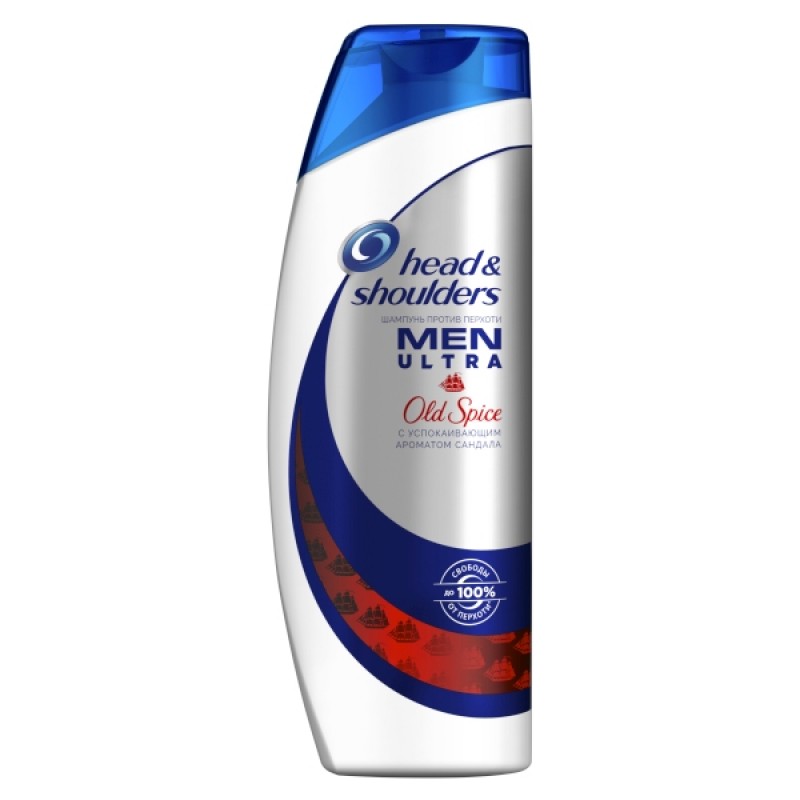 head &
shoulders
ШАМПУНЬ ПРОТИВ ПЕРХОТИ
MEN
ULTRA
Old Spice
С УСПОКАИВАЮЩИМ
АРОМАТОМ САНДАЛА
СВОБОДЫ
ДО 100%
ОТ ПЕРХОТИ*